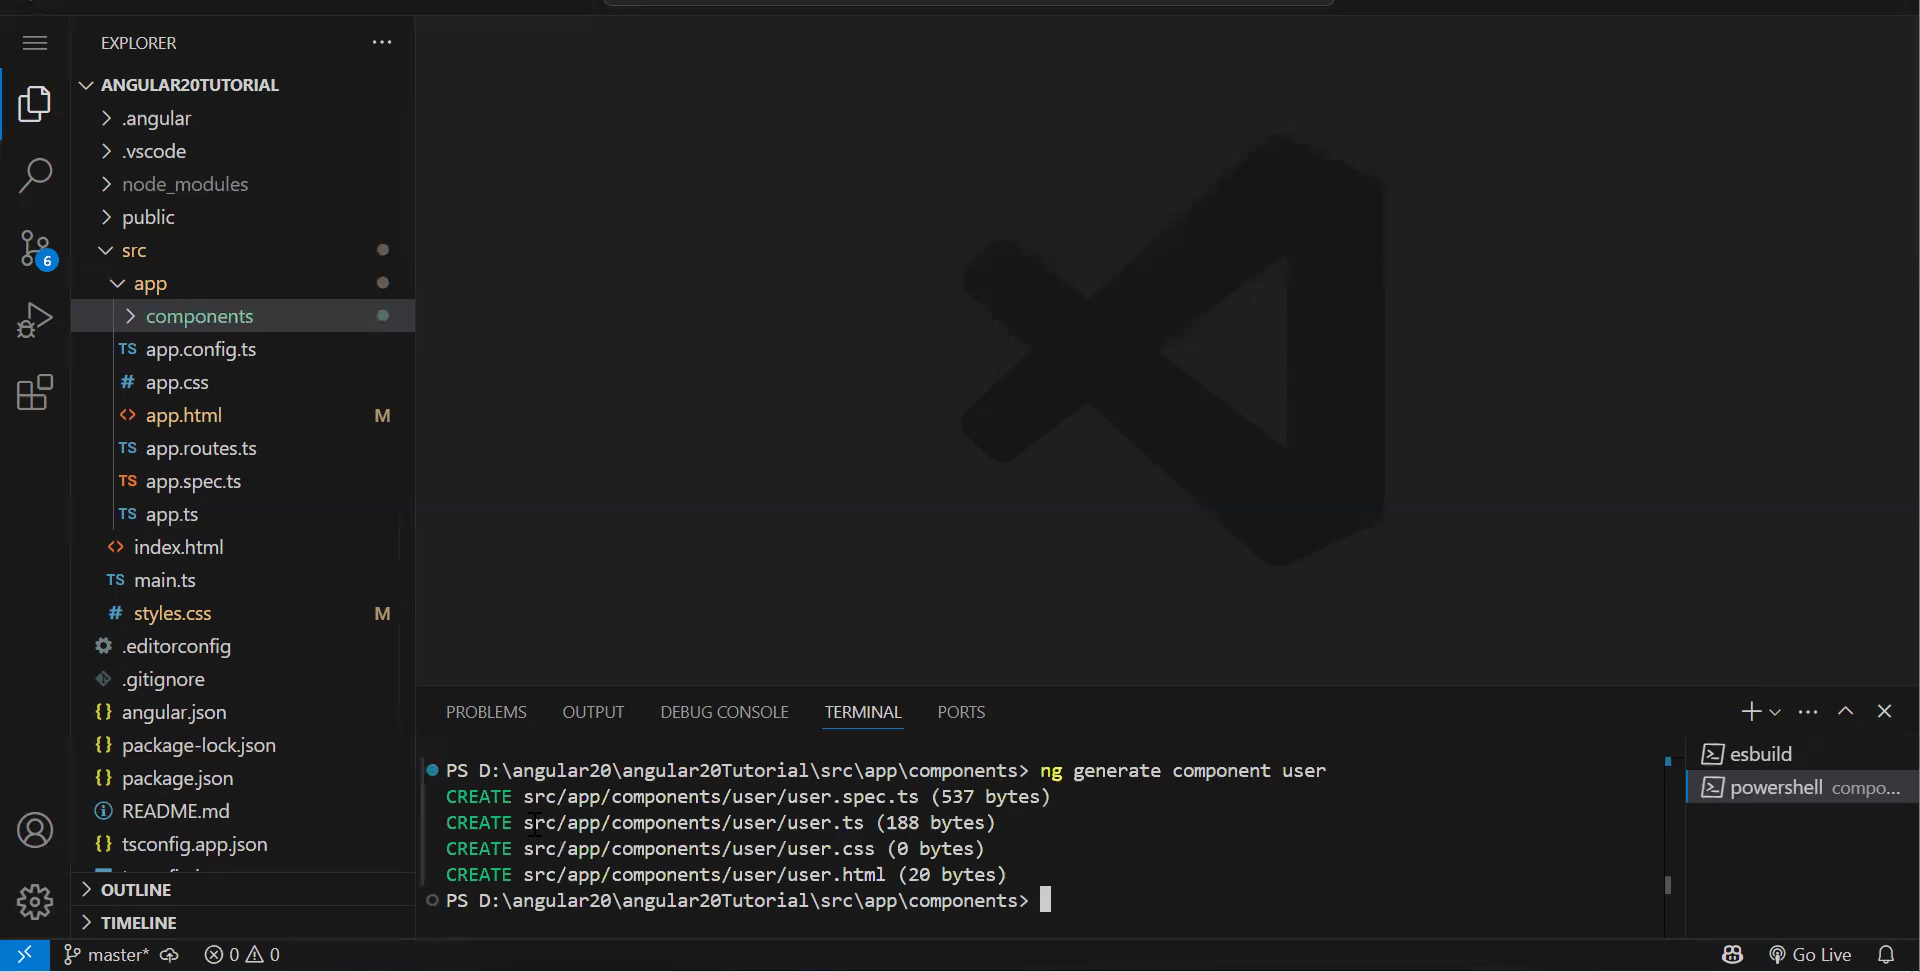 EXPLORER
ANGULAR20TUTORIAL
.angular
.vscode
node_modules
public
src
app
components
TS app.config.ts
# app.css
<> app.html M
TS app.routes.ts
TS app.spec.ts
TS app.ts
<> index.html
TS main.ts
# styles.css M
.editorconfig
.gitignore
{} angular.json
{} package-lock.json
{} package.json
README.md
{} tsconfig.app.json
OUTLINE
TIMELINE
6
PROBLEMS OUTPUT DEBUG CONSOLE TERMINAL PORTS
PS D:\angular20\angular20Tutorial\src\app\components> ng generate component user
CREATE src/app/components/user/user.spec.ts (537 bytes)
CREATE src/app/components/user/user.ts (188 bytes)
CREATE src/app/components/user/user.css (0 bytes)
CREATE src/app/components/user/user.html (20 bytes)
PS D:\angular20\angular20Tutorial\src\app\components>
esbuild
powershell compo...
master* 0 0 Go Live